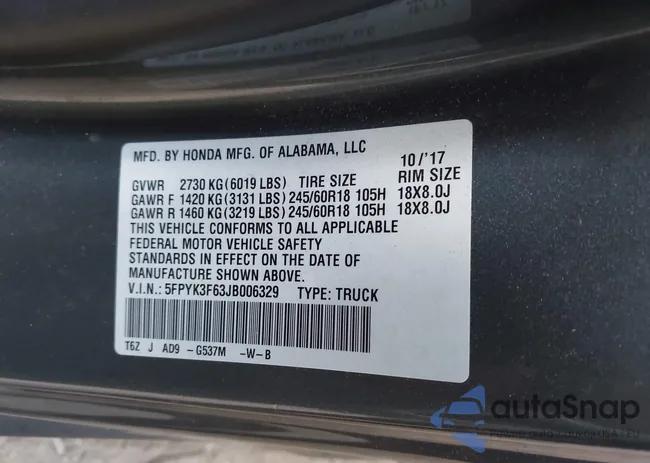 MFD. BY HONDA MFG. OF ALABAMA, LLC 10/'17
GVWR 2730 KG(6019 LBS) TIRE SIZE RIM SIZE
GAWR F 1420 KG(3131 LBS)245/60R18 105H 18X8.0J
GAWR R 1460 KG(3219 LBS)245/60R18 105H 18X8.0J
THIS VEHICLE CONFORMS TO ALL APPLICABLE
FEDERAL MOTOR VEHICLE SAFETY
STANDARDS IN EFFECT ON THE DATE OF
MANUFACTURE SHOWN ABOVE.
V.I.N.: 5FPYK3F63JB006329 TYPE: TRUCK
T6Z J AD9 -G537M -W-B
autoSnap